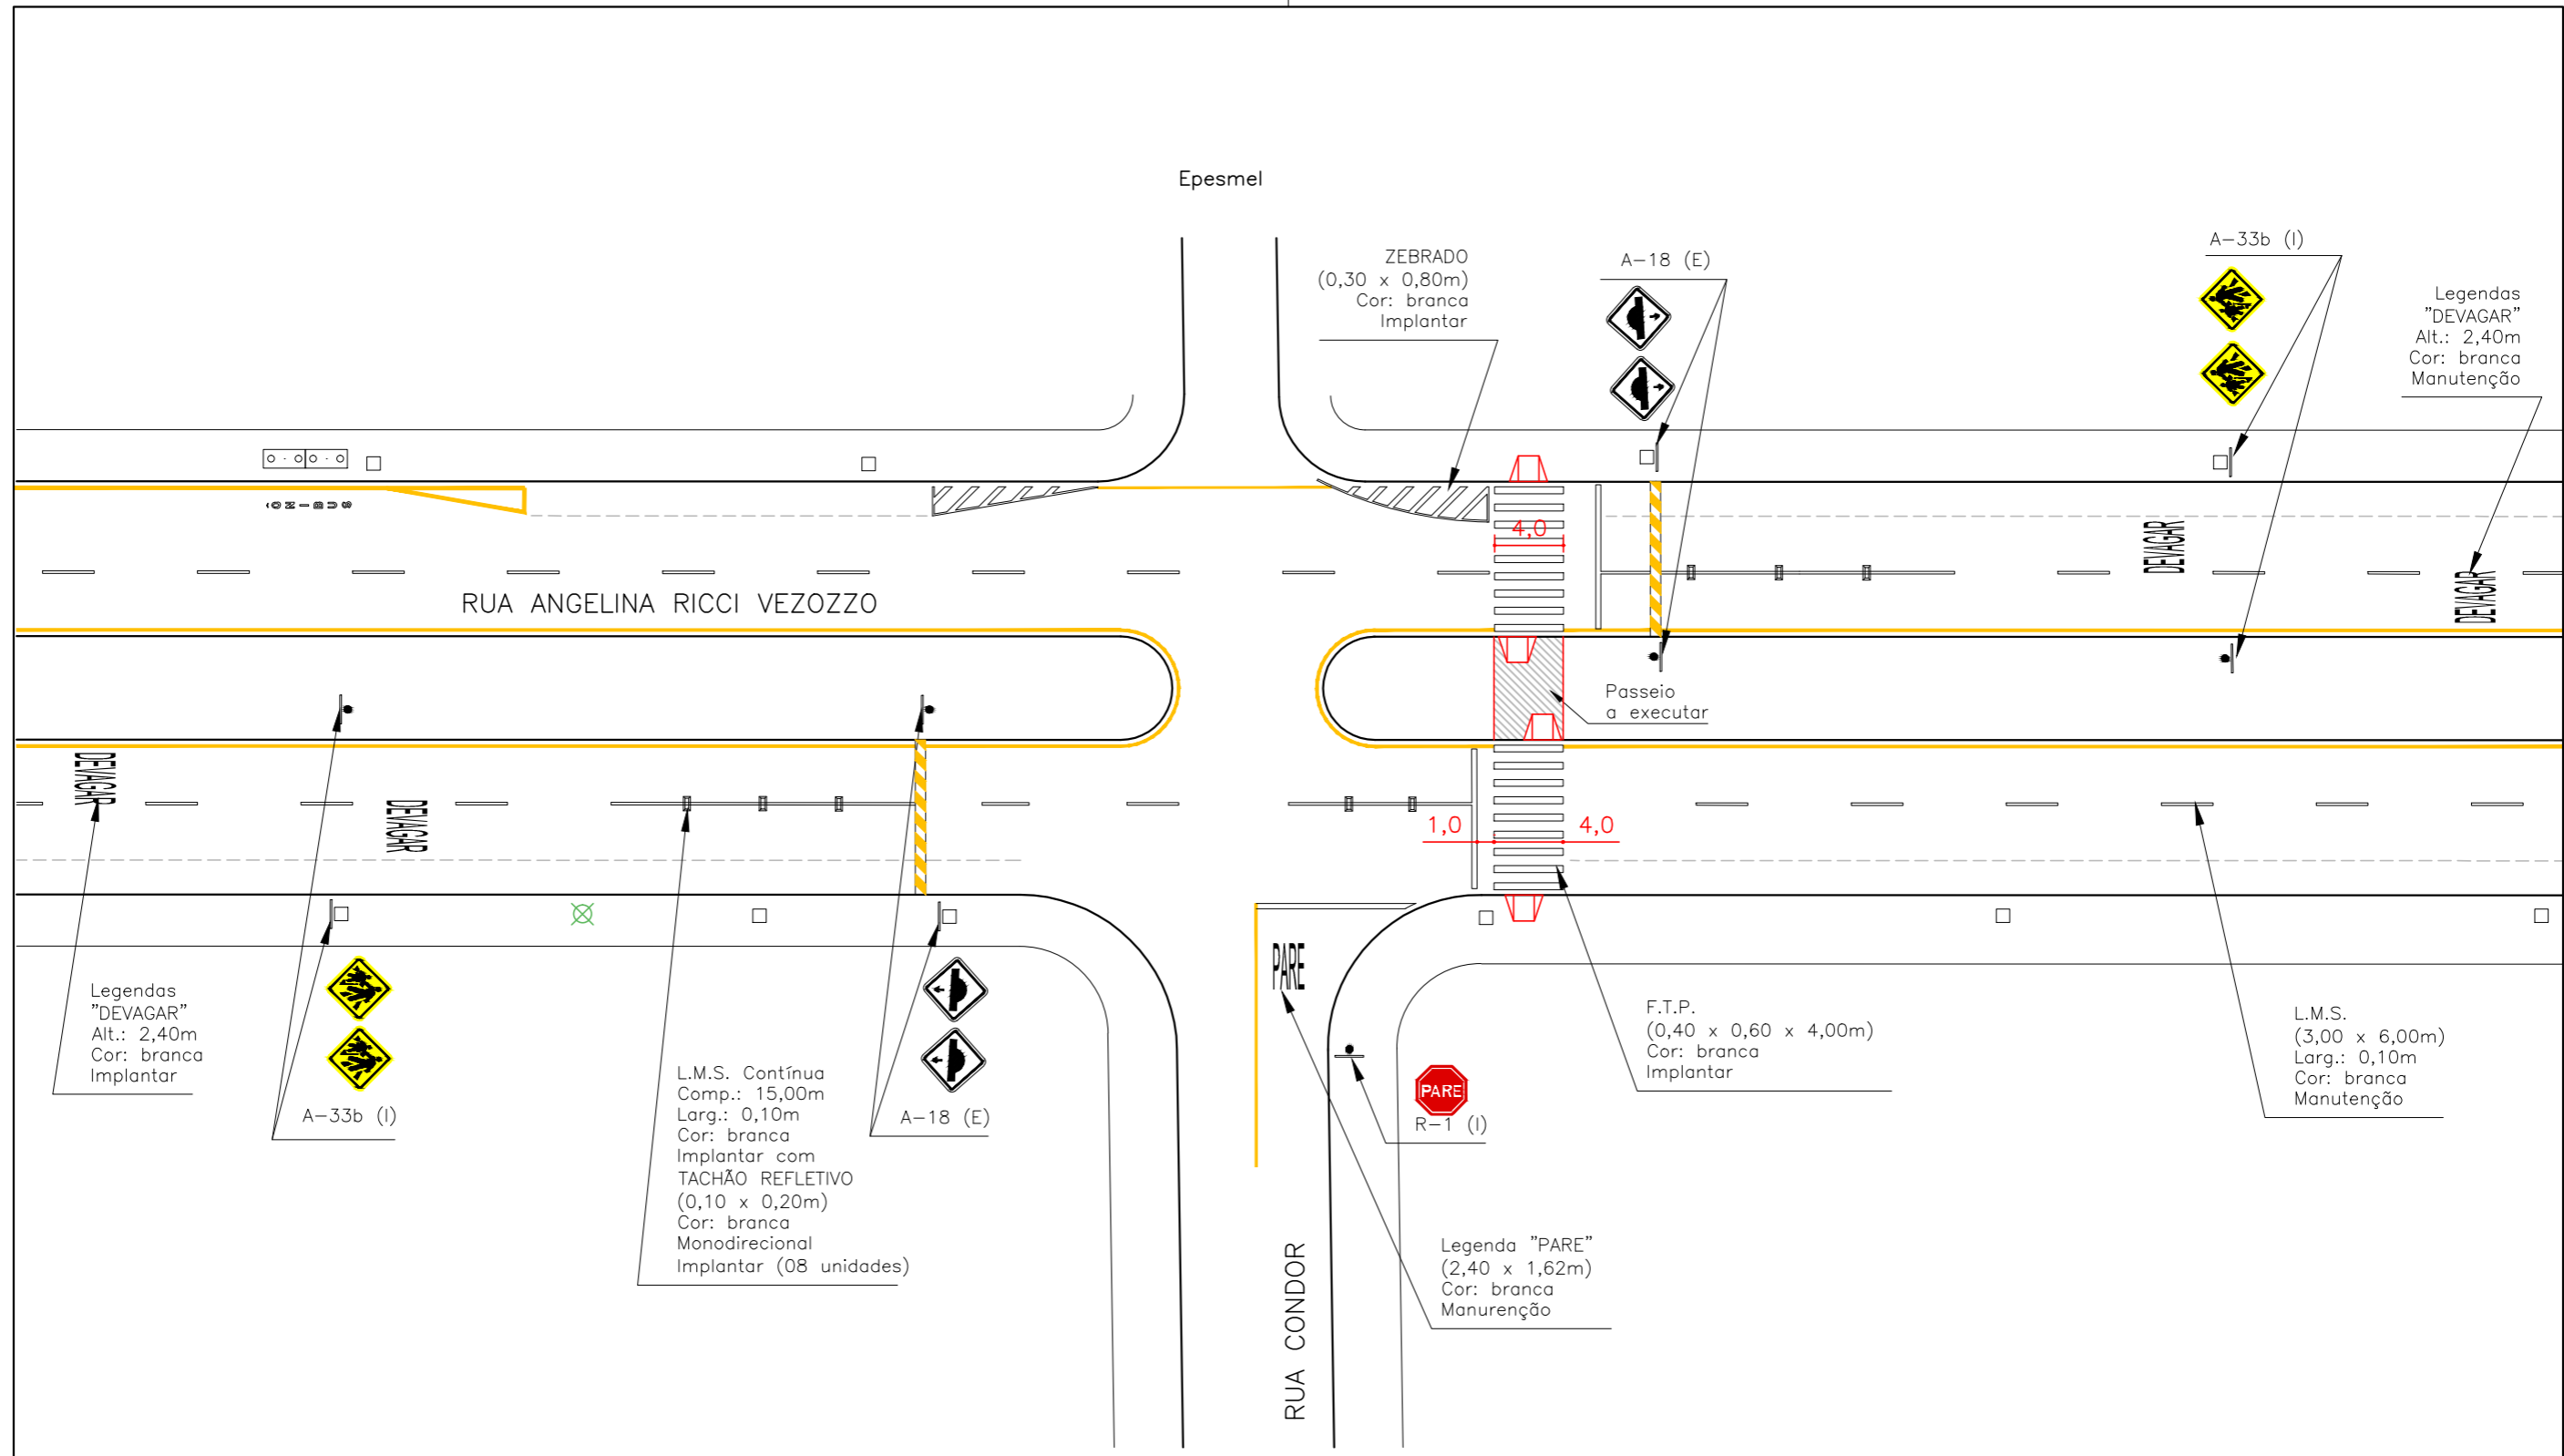 Epesmel
ZEBRADO
(0,30 x 0,80m)
Cor: branca
Implantar
A-18 (E)
A-33b (I)
Legendas
"DEVAGAR"
Alt.: 2,40m
Cor: branca
Manutenção
ÔNIBUS
4,0
DEVAGAR
DEVAGAR
RUA ANGELINA RICCI VEZOZZO
Passeio
a executar
DEVAGAR
DEVAGAR
1,0
4,0
PARE
Legendas
"DEVAGAR"
Alt.: 2,40m
Cor: branca
Implantar
A-33b (I)
L.M.S. Contínua
Comp.: 15,00m
Larg.: 0,10m
Cor: branca
Implantar com
TACHÃO REFLETIVO
(0,10 x 0,20m)
Cor: branca
Monodirecional
Implantar (08 unidades)
A-18 (E)
PARE
R-1 (I)
F.T.P.
(0,40 x 0,60 x 4,00m)
Cor: branca
Implantar
L.M.S.
(3,00 x 6,00m)
Larg.: 0,10m
Cor: branca
Manutenção
Legenda "PARE"
(2,40 x 1,62m)
Cor: branca
Manurenção
RUA CONDOR